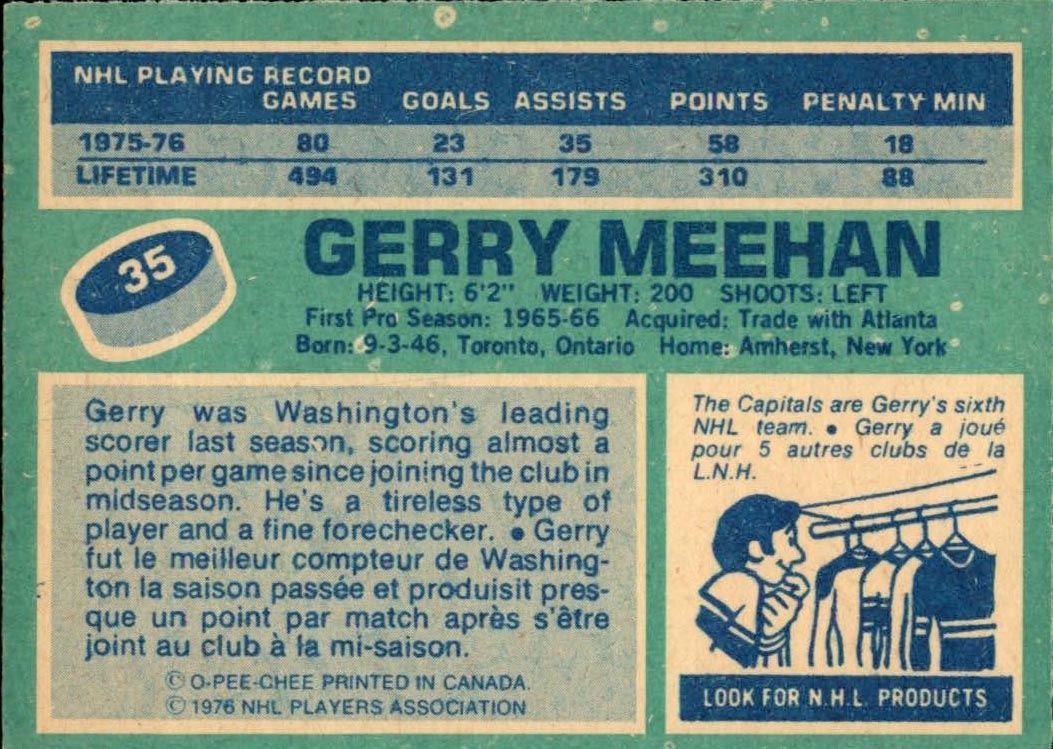 NHL PLAYING RECORD
GAMES GOALS ASSISTS POINTS PENALTY MIN
1975-76 80 23 35 58 18
LIFETIME 494 131 179 310 88
35
GERRY MEEHAN
HEIGHT: 6'2" WEIGHT: 200 SHOOTS: LEFT
First Pro Season: 1965-66 Acquired: Trade with Atlanta
Born: 9-3-46, Toronto, Ontario Home: Amherst, New York
Gerry was Washington's leading
scorer last season, scoring almost a
point per game since joining the club in
midseason. He's a tireless type of
player and a fine forechecker. • Gerry
fut le meilleur compteur de Washing-
ton la saison passée et produisit pres-
que un point par match après s'être
joint au club à la mi-saison.
© O-PEE-CHEE PRINTED IN CANADA.
© 1976 NHL PLAYERS ASSOCIATION
The Capitals are Gerry's sixth
NHL team. • Gerry a joué
pour 5 autres clubs de la
L.N.H.
LOOK FOR N.H.L. PRODUCTS